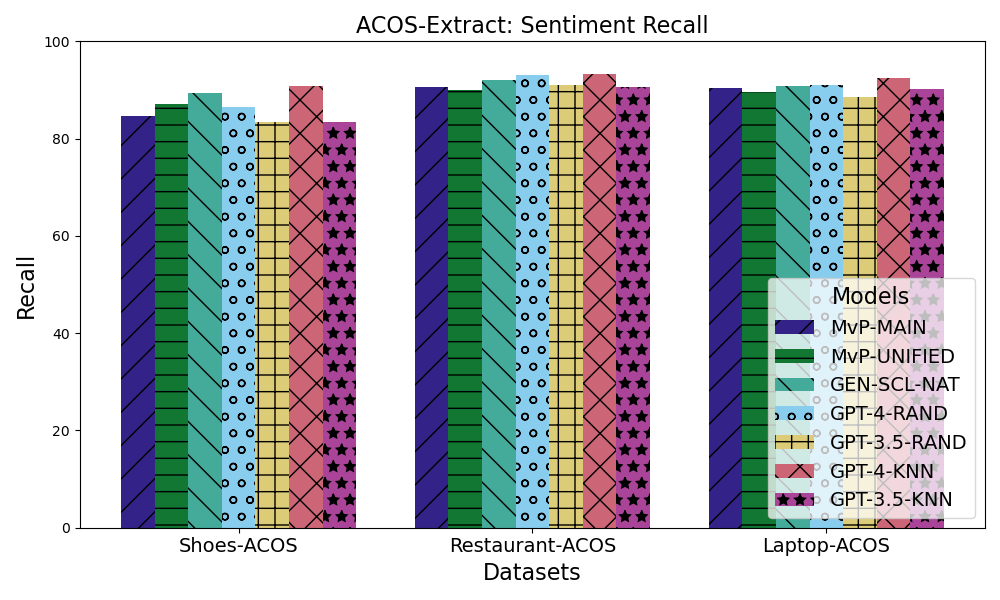 ACOS-Extract: Sentiment Recall
100
80
60
40
20
0
Recall
Shoes-ACOS
Restaurant-ACOS
Laptop-ACOS
Datasets
Models
MvP-MAIN
MvP-UNIFIED
GEN-SCL-NAT
GPT-4-RAND
GPT-3.5-RAND
GPT-4-KNN
GPT-3.5-KNN